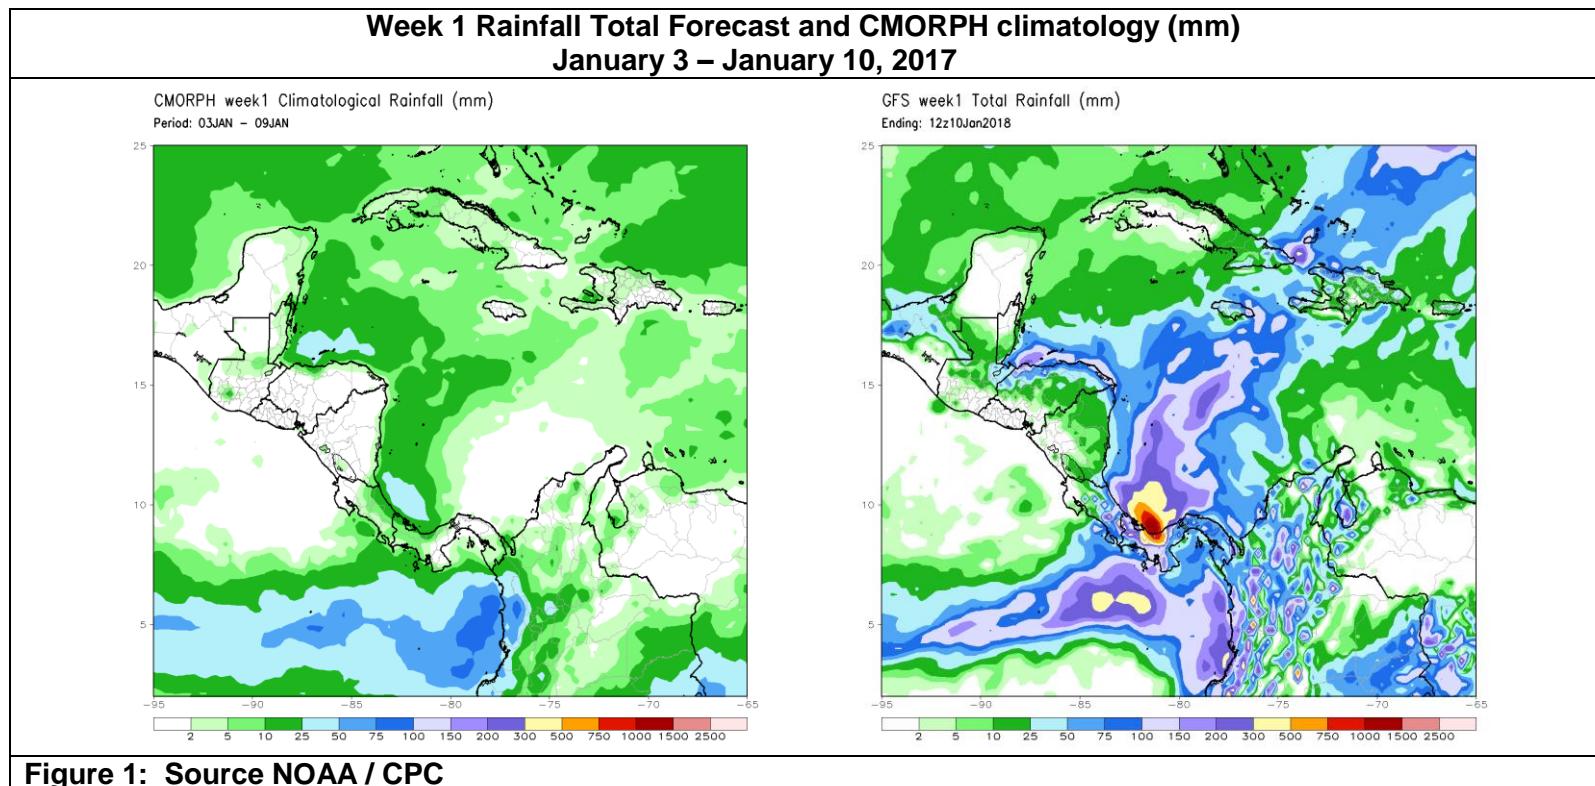 Week 1 Rainfall Total Forecast and CMORPH climatology (mm)
January 3 – January 10, 2017
CMORPH week1 Climatological Rainfall (mm)
Period: 03JAN – 09JAN
25
20
15
10
5
-95 -90 -85 -80 -75 -70 -65
2 5 10 25 50 75 100 150 200 300 500 750 1000 1500 2500
GFS week1 Total Rainfall (mm)
Ending: 12z10Jan2018
25
20
15
10
5
-95 -90 -85 -80 -75 -70 -65
2 5 10 25 50 75 100 150 200 300 500 750 1000 1500 2500
Figure 1: Source NOAA / CPC